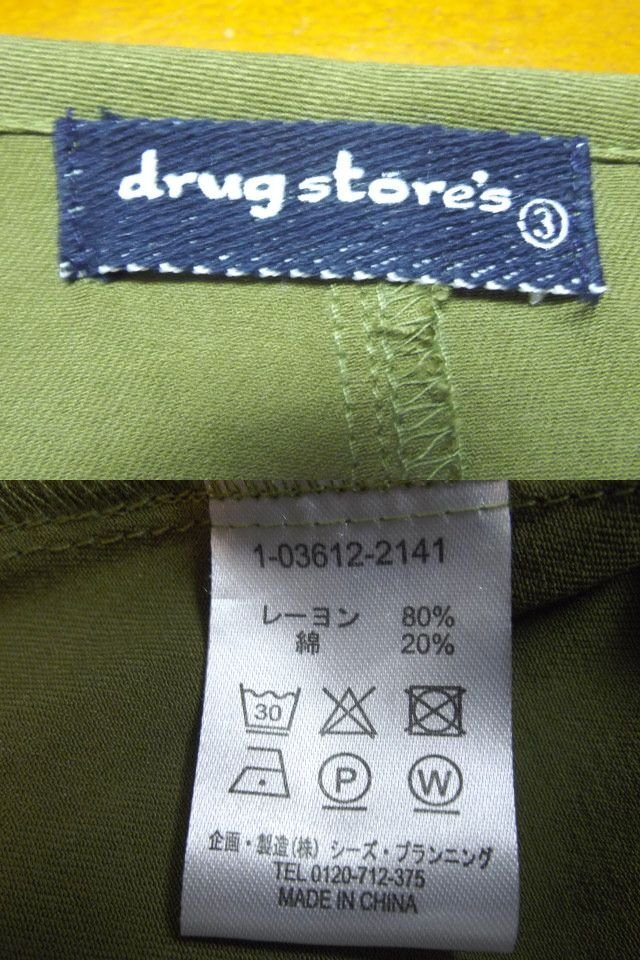 drug store's ③
1-03612-2141
レーヨン 80%
綿 20%
30
P W
企画・製造(株) シーズ・プランニング
TEL 0120-712-375
MADE IN CHINA